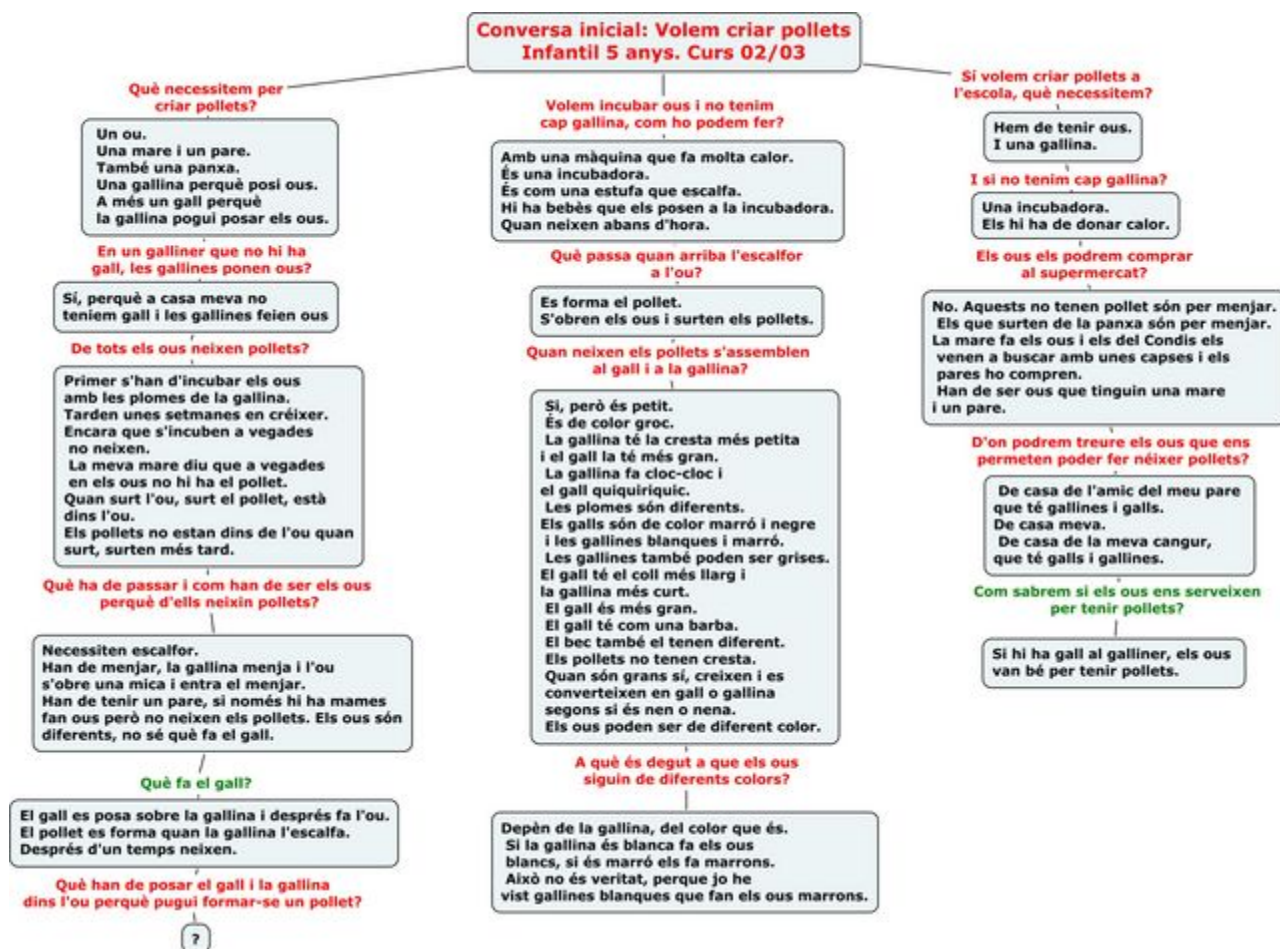 Conversa inicial: Volem criar pollets
Infantil 5 anys. Curs 02/03
Què necessitem per
criar pollets?
Un ou.
Una mare i un pare.
També una panxa.
Una gallina perquè posi ous.
A més un gall perquè
la gallina pogui posar els ous.
En un galliner que no hi ha
gall, les gallines ponen ous?
Sí, perquè a casa meva no
teniem gall i les gallines feien ous
De tots els ous neixen pollets?
Primer s'han d'incubar els ous
amb les plomes de la gallina.
Tarden unes setmanes en créixer.
Encara que s'incuben a vegades
no neixen.
La meva mare diu que a vegades
en els ous no hi ha el pollet.
Quan surt l'ou, surt el pollet, està
dins l'ou.
Els pollets no estan dins de l'ou quan
surt, surten més tard.
Què ha de passar i com han de ser els ous
perquè d'ells neixin pollets?
Necessiten escalfor.
Han de menjar, la gallina menja i l'ou
s'obre una mica i entra el menjar.
Han de tenir un pare, si només hi ha mames
fan ous però no neixen els pollets. Els ous són
diferents, no sé què fa el gall.
Què fa el gall?
El gall es posa sobre la gallina i després fa l'ou.
El pollet es forma quan la gallina l'escalfa.
Després d'un temps neixen.
Què han de posar el gall i la gallina
dins l'ou perquè pugui formar-se un pollet?
?
Volem incubar ous i no tenim
cap gallina, com ho podem fer?
Amb una màquina que fa molta calor.
És una incubadora.
És com una estufa que escalfa.
Hi ha bebès que els posen a la incubadora.
Quan neixen abans d'hora.
Què passa quan arriba l'escalfor
a l'ou?
Es forma el pollet.
S'obren els ous i surten els pollets.
Quan neixen els pollets s'assemblen
al gall i a la gallina?
Si, però és petit.
És de color groc.
La gallina té la cresta més petita
i el gall la té més gran.
La gallina fa cloc-cloc i
el gall quiquiriquic.
Les plomes són diferents.
Els galls són de color marró i negre
i les gallines blanques i marró.
Les gallines també poden ser grises.
El gall té el coll més llarg i
la gallina més curt.
El gall és més gran.
El gall té com una barba.
El bec també el tenen diferent.
Els pollets no tenen cresta.
Quan són grans sí, creixen i es
converteixen en gall o gallina
segons si és nen o nena.
Els ous poden ser de diferent color.
A què és degut a que els ous
siguin de diferents colors?
Depèn de la gallina, del color que és.
Si la gallina és blanca fa els ous
blancs, si és marró els fa marrons.
Això no és veritat, perque jo he
vist gallines blanques que fan els ous marrons.
Sí volem criar pollets a
l'escola, què necessitem?
Hem de tenir ous.
I una gallina.
I si no tenim cap gallina?
Una incubadora.
Els hi ha de donar calor.
Els ous els podrem comprar
al supermercat?
No. Aquests no tenen pollet són per menjar.
Els que surten de la panxa són per menjar.
La mare fa els ous i els del Condis els
venen a buscar amb unes capses i els
pares ho compren.
Han de ser ous que tinguin una mare
i un pare.
D'on podrem treure els ous que ens
permeten poder fer néixer pollets?
De casa de l'amic del meu pare
que té gallines i galls.
De casa meva.
De casa de la meva cangur,
que té galls i gallines.
Com sabrem si els ous ens serveixen
per tenir pollets?
Si hi ha gall al galliner, els ous
van bé per tenir pollets.